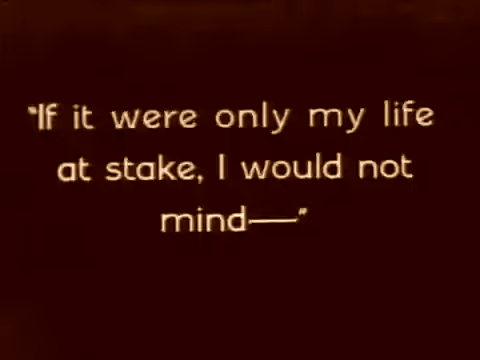 "If it were only my life
at stake, I would not
mind—"